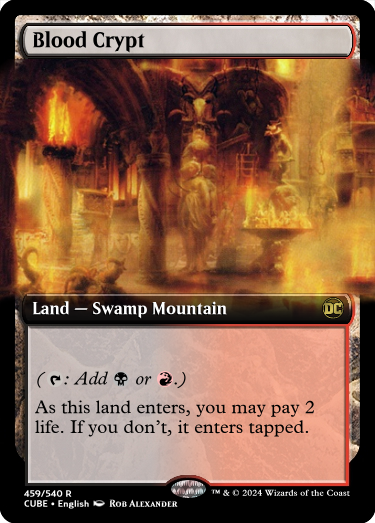 Blood Crypt
Land — Swamp Mountain
DC
( : Add or .)
As this land enters, you may pay 2
life. If you don't, it enters tapped.
459/540 R
CUBE • English Rob Alexander
™ & © 2024 Wizards of the Coast